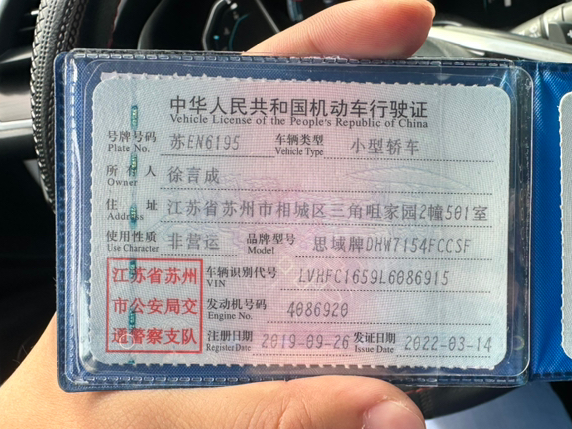 中华人民共和国机动车行驶证
Vehicle License of the People's Republic of China
号牌号码 苏EN6195 车辆类型 小型轿车
Plate No. Vehicle Type
所有人 徐言成
Owner
住址 江苏省苏州市相城区三角咀家园2幢501室
Address
使用性质 非营运 品牌型号 思域牌DHW7154FCCSF
Use Character Model
江苏省苏州 车辆识别代号 LVHFC1659L6086915
VIN
市公安局交 发动机号码 4086920
Engine No.
通警察支队 注册日期 2019-09-26 发证日期 2022-03-14
Register Date Issue Date